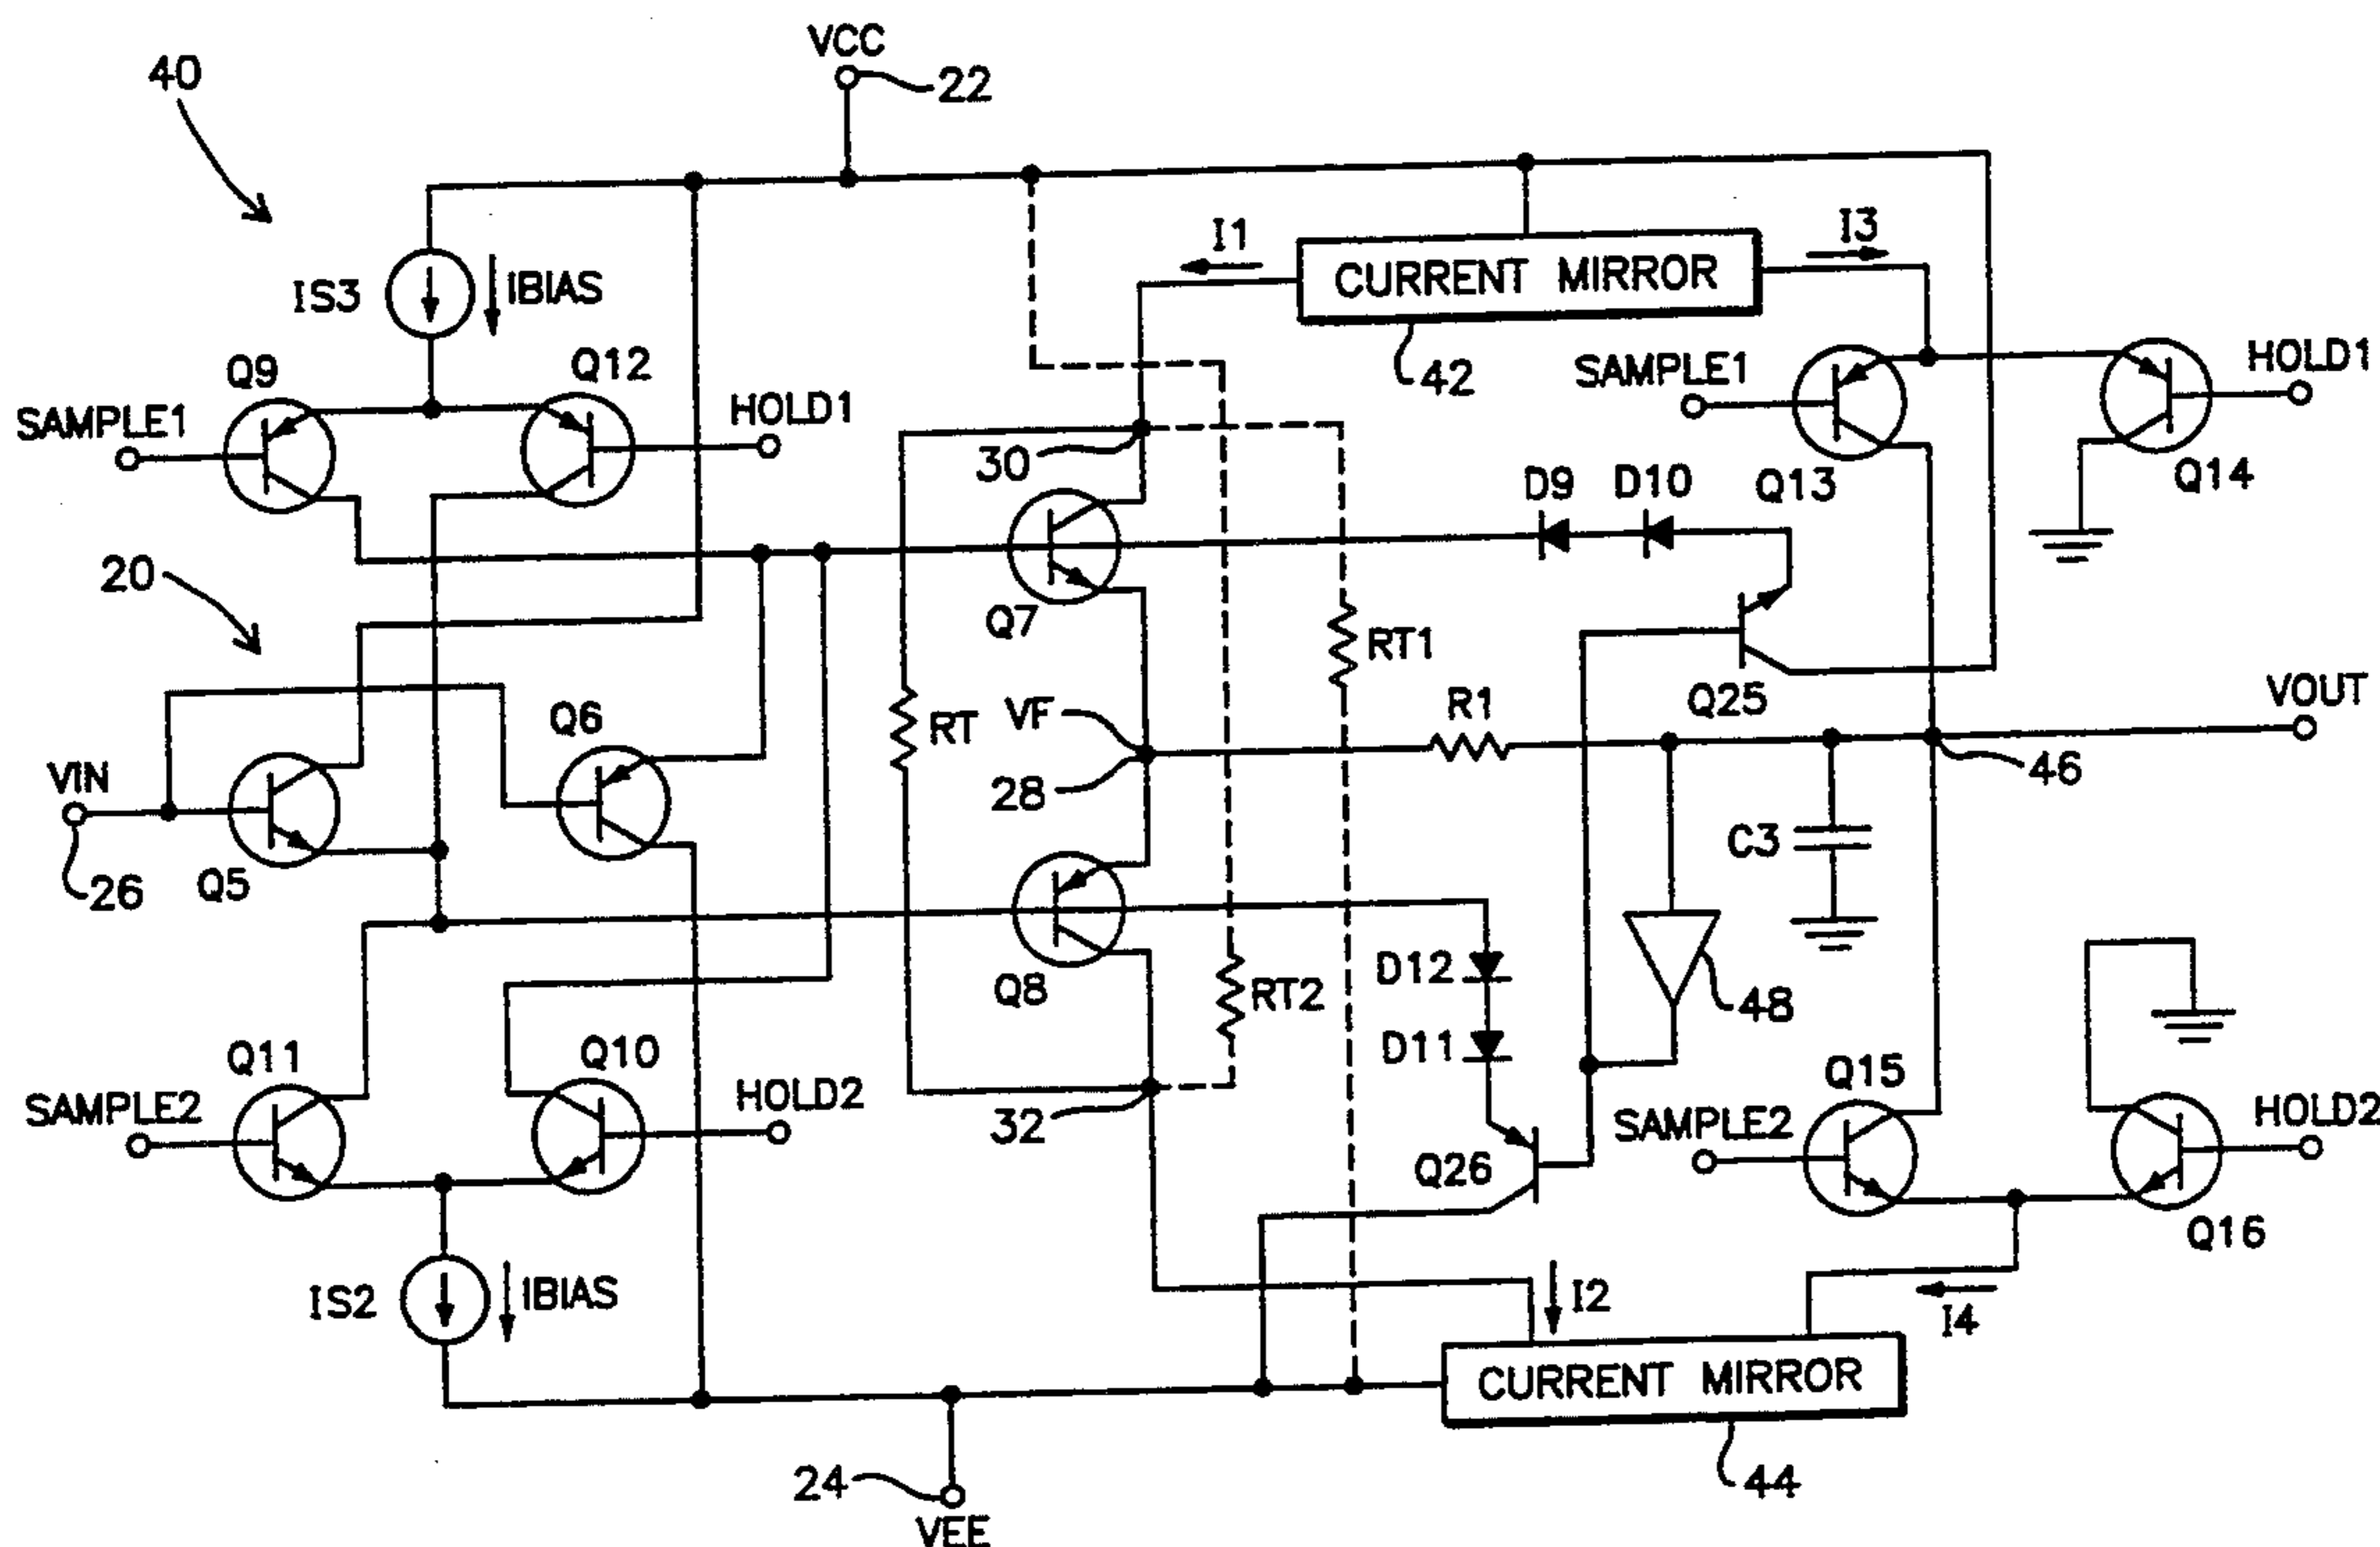 VCC
40
22
I1
I3
IS3
IBIAS
CURRENT MIRROR
Q9
Q12
42
SAMPLE1
HOLD1
SAMPLE1
HOLD1
30
D9
D10
Q13
Q14
20
Q7
RT1
Q6
RT
VF
R1
Q25
VOUT
VIN
28
46
26
Q5
C3
Q8
D12
RT2
48
Q11
Q10
D11
Q15
SAMPLE2
HOLD2
32
SAMPLE2
HOLD2
Q26
Q16
IS2
IBIAS
I2
I4
CURRENT MIRROR
24
44
VEE